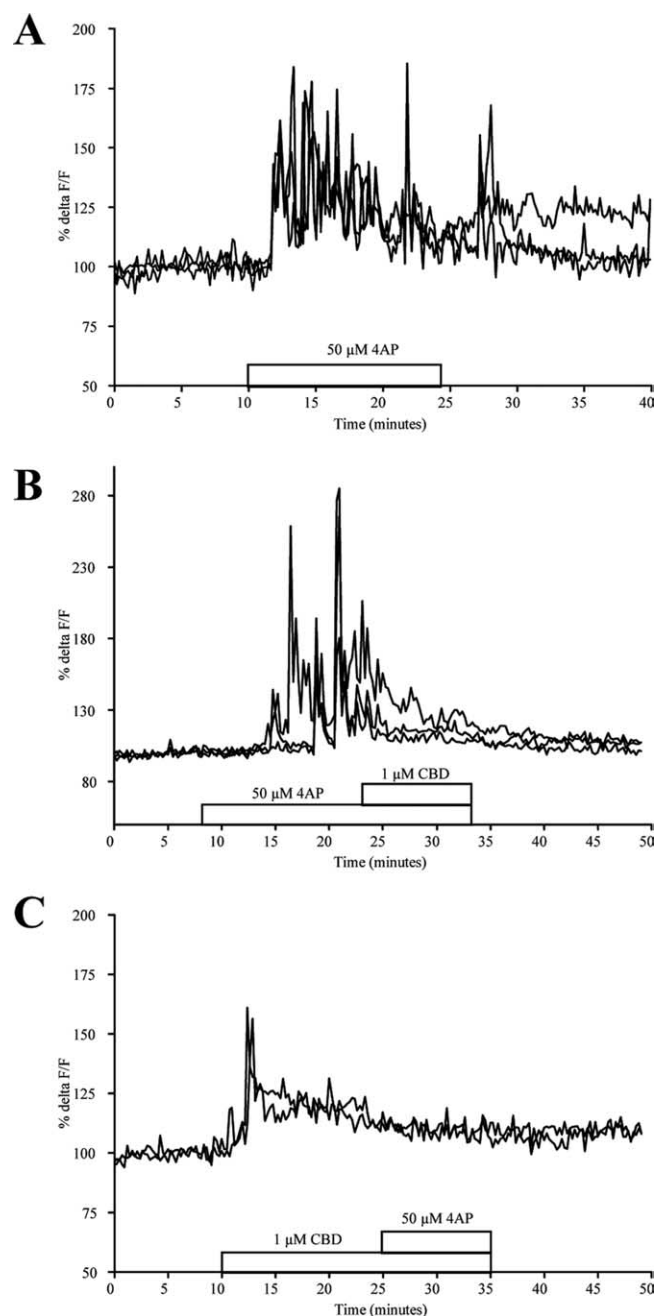 A
200
175
150
125
100
75
50
% delta F/F
50 µM 4AP
0 5 10 15 20 25 30 35 40
Time (minutes)
B
280
230
180
130
80
% delta F/F
1 µM CBD
50 µM 4AP
0 5 10 15 20 25 30 35 40 45 50
Time (minutes)
C
200
175
150
125
100
75
50
% delta F/F
50 µM 4AP
1 µM CBD
0 5 10 15 20 25 30 35 40 45 50
Time (minutes)